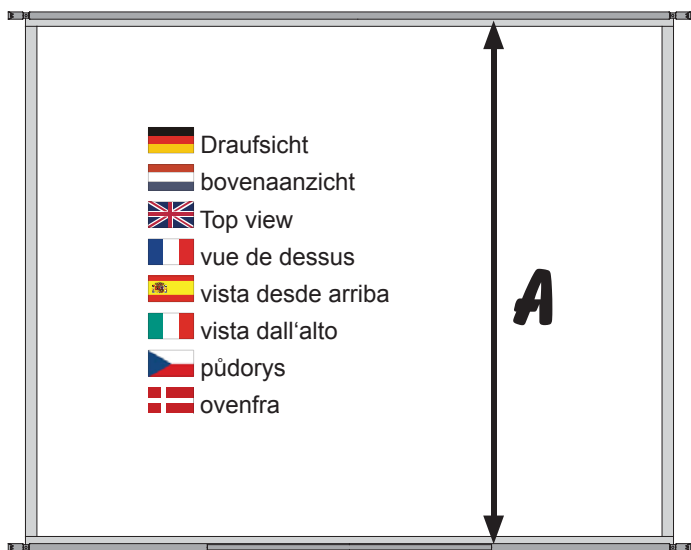 Draufsicht
bovenaanzicht
Top view
vue de dessus
vista desde arriba
A
vista dall‘alto
půdorys
ovenfra